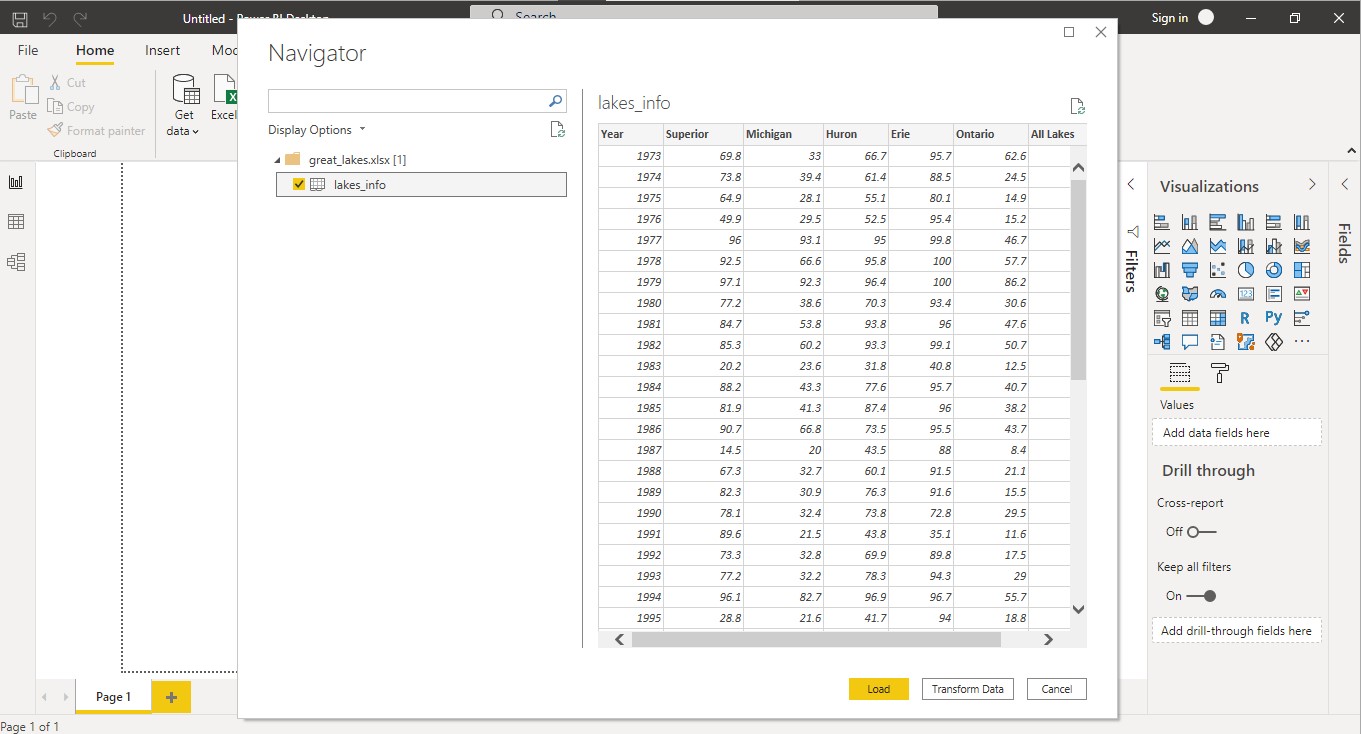 Untitled - Power BI Desktop
Search
Sign in
File Home Insert Mod
Navigator
Cut
Copy
Format painter
Paste
Get
data
Excel
Clipboard
Display Options
great_lakes.xlsx [1]
lakes_info
lakes_info
Year Superior Michigan Huron Erie Ontario All Lakes
1973 69.8 33 66.7 95.7 62.6
1974 73.8 39.4 61.4 88.5 24.5
1975 64.9 28.1 55.1 80.1 14.9
1976 49.9 29.5 52.5 95.4 15.2
1977 96 93.1 95 99.8 46.7
1978 92.5 66.6 95.8 100 57.7
1979 97.1 92.3 96.4 100 86.2
1980 77.2 38.6 70.3 93.4 30.6
1981 84.7 53.8 93.8 96 47.6
1982 85.3 60.2 93.3 99.1 50.7
1983 20.2 23.6 31.8 40.8 12.5
1984 88.2 43.3 77.6 95.7 40.7
1985 81.9 41.3 87.4 96 38.2
1986 90.7 66.8 73.5 95.5 43.7
1987 14.5 20 43.5 88 8.4
1988 67.3 32.7 60.1 91.5 21.1
1989 82.3 30.9 76.3 91.6 15.5
1990 78.1 32.4 73.8 72.8 29.5
1991 89.6 21.5 43.8 35.1 11.6
1992 73.3 32.8 69.9 89.8 17.5
1993 77.2 32.2 78.3 94.3 29
1994 96.1 82.7 96.9 96.7 55.7
1995 28.8 21.6 41.7 94 18.8
Load Transform Data Cancel
Filters
Visualizations
123
R Py
...
Values
Add data fields here
Drill through
Cross-report
Off
Keep all filters
On
Add drill-through fields here
Fields
Page 1
Page 1 of 1